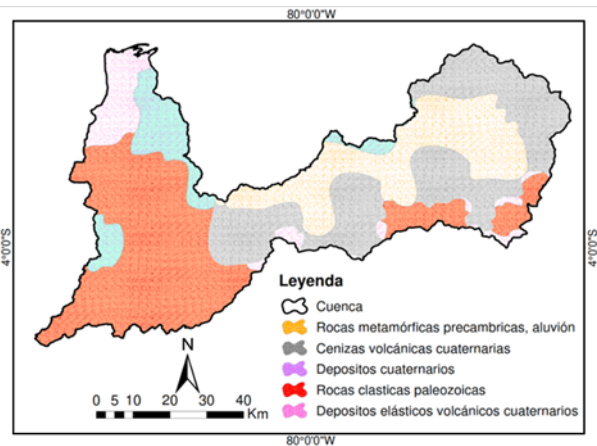 80°0'0"W
4°0'0"S
4°0'0"S
Leyenda
Cuenca
Rocas metamórficas precambricas, aluvión
Cenizas volcánicas cuaternarias
Depositos cuaternarios
Rocas clasticas paleozoicas
Depositos elásticos volcánicos cuaternarios
N
0 5 10 20 30 40
Km
80°0'0"W